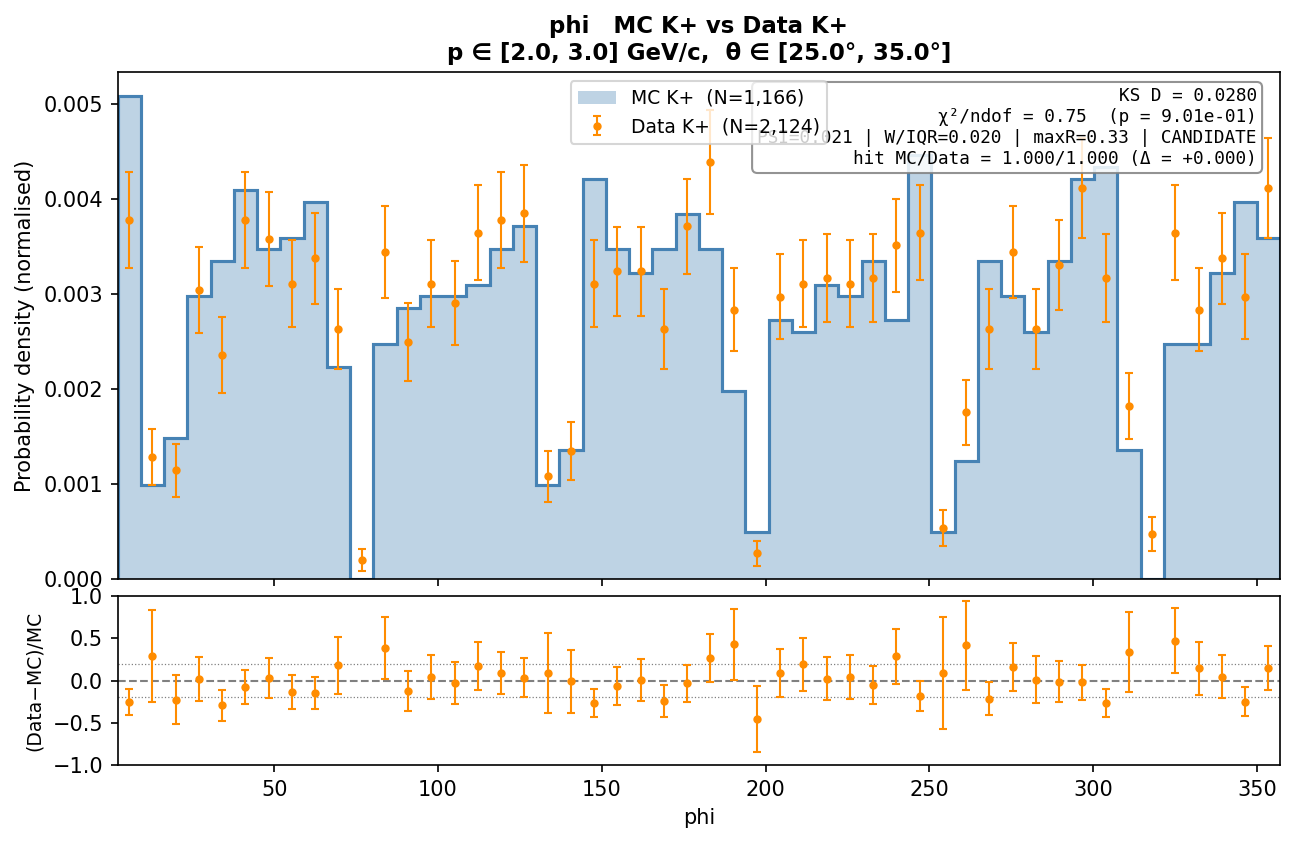 phi   MC K+ vs Data K+
p ∈ [2.0, 3.0] GeV/c,  θ ∈ [25.0°, 35.0°]
MC K+  (N=1,166)
Data K+  (N=2,124)
KS D = 0.0280
χ²/ndof = 0.75  (p = 9.01e-01)
PSI=0.021 | W/IQR=0.020 | maxR=0.33 | CANDIDATE
hit MC/Data = 1.000/1.000 (Δ = +0.000)
Probability density (normalised)
0.005
0.004
0.003
0.002
0.001
0.000
(Data−MC)/MC
1.0
0.5
0.0
−0.5
−1.0
50
100
150
200
250
300
350
phi